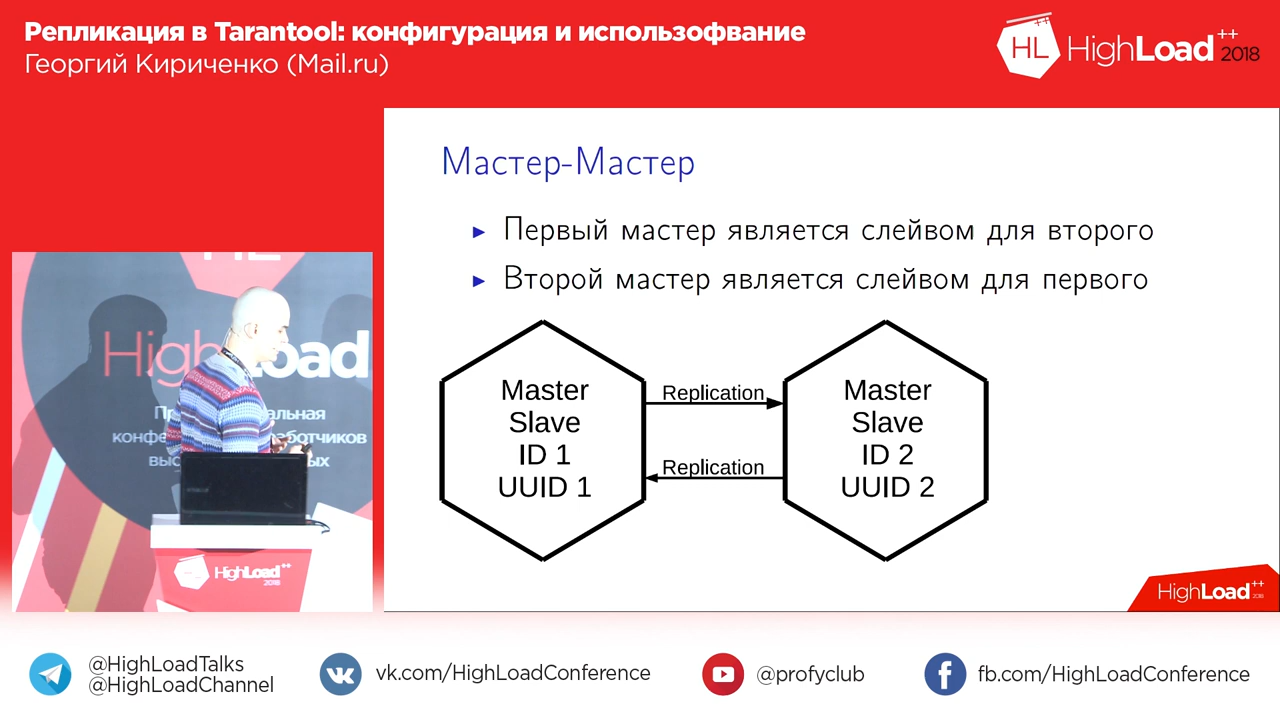 Репликация в Tarantool: конфигурация и использофвание
Георгий Кириченко (Mail.ru)
HL HighLoad++ 2018
Мастер-Мастер
Первый мастер является слейвом для второго
Второй мастер является слейвом для первого
Master
Slave
ID 1
UUID 1
Replication
Replication
Master
Slave
ID 2
UUID 2
HighLoad
HighLoad++ 2018
HighLoad++
@HighLoadTalks
@HighLoadChannel
vk.com/HighLoadConference
@profyclub
fb.com/HighLoadConference